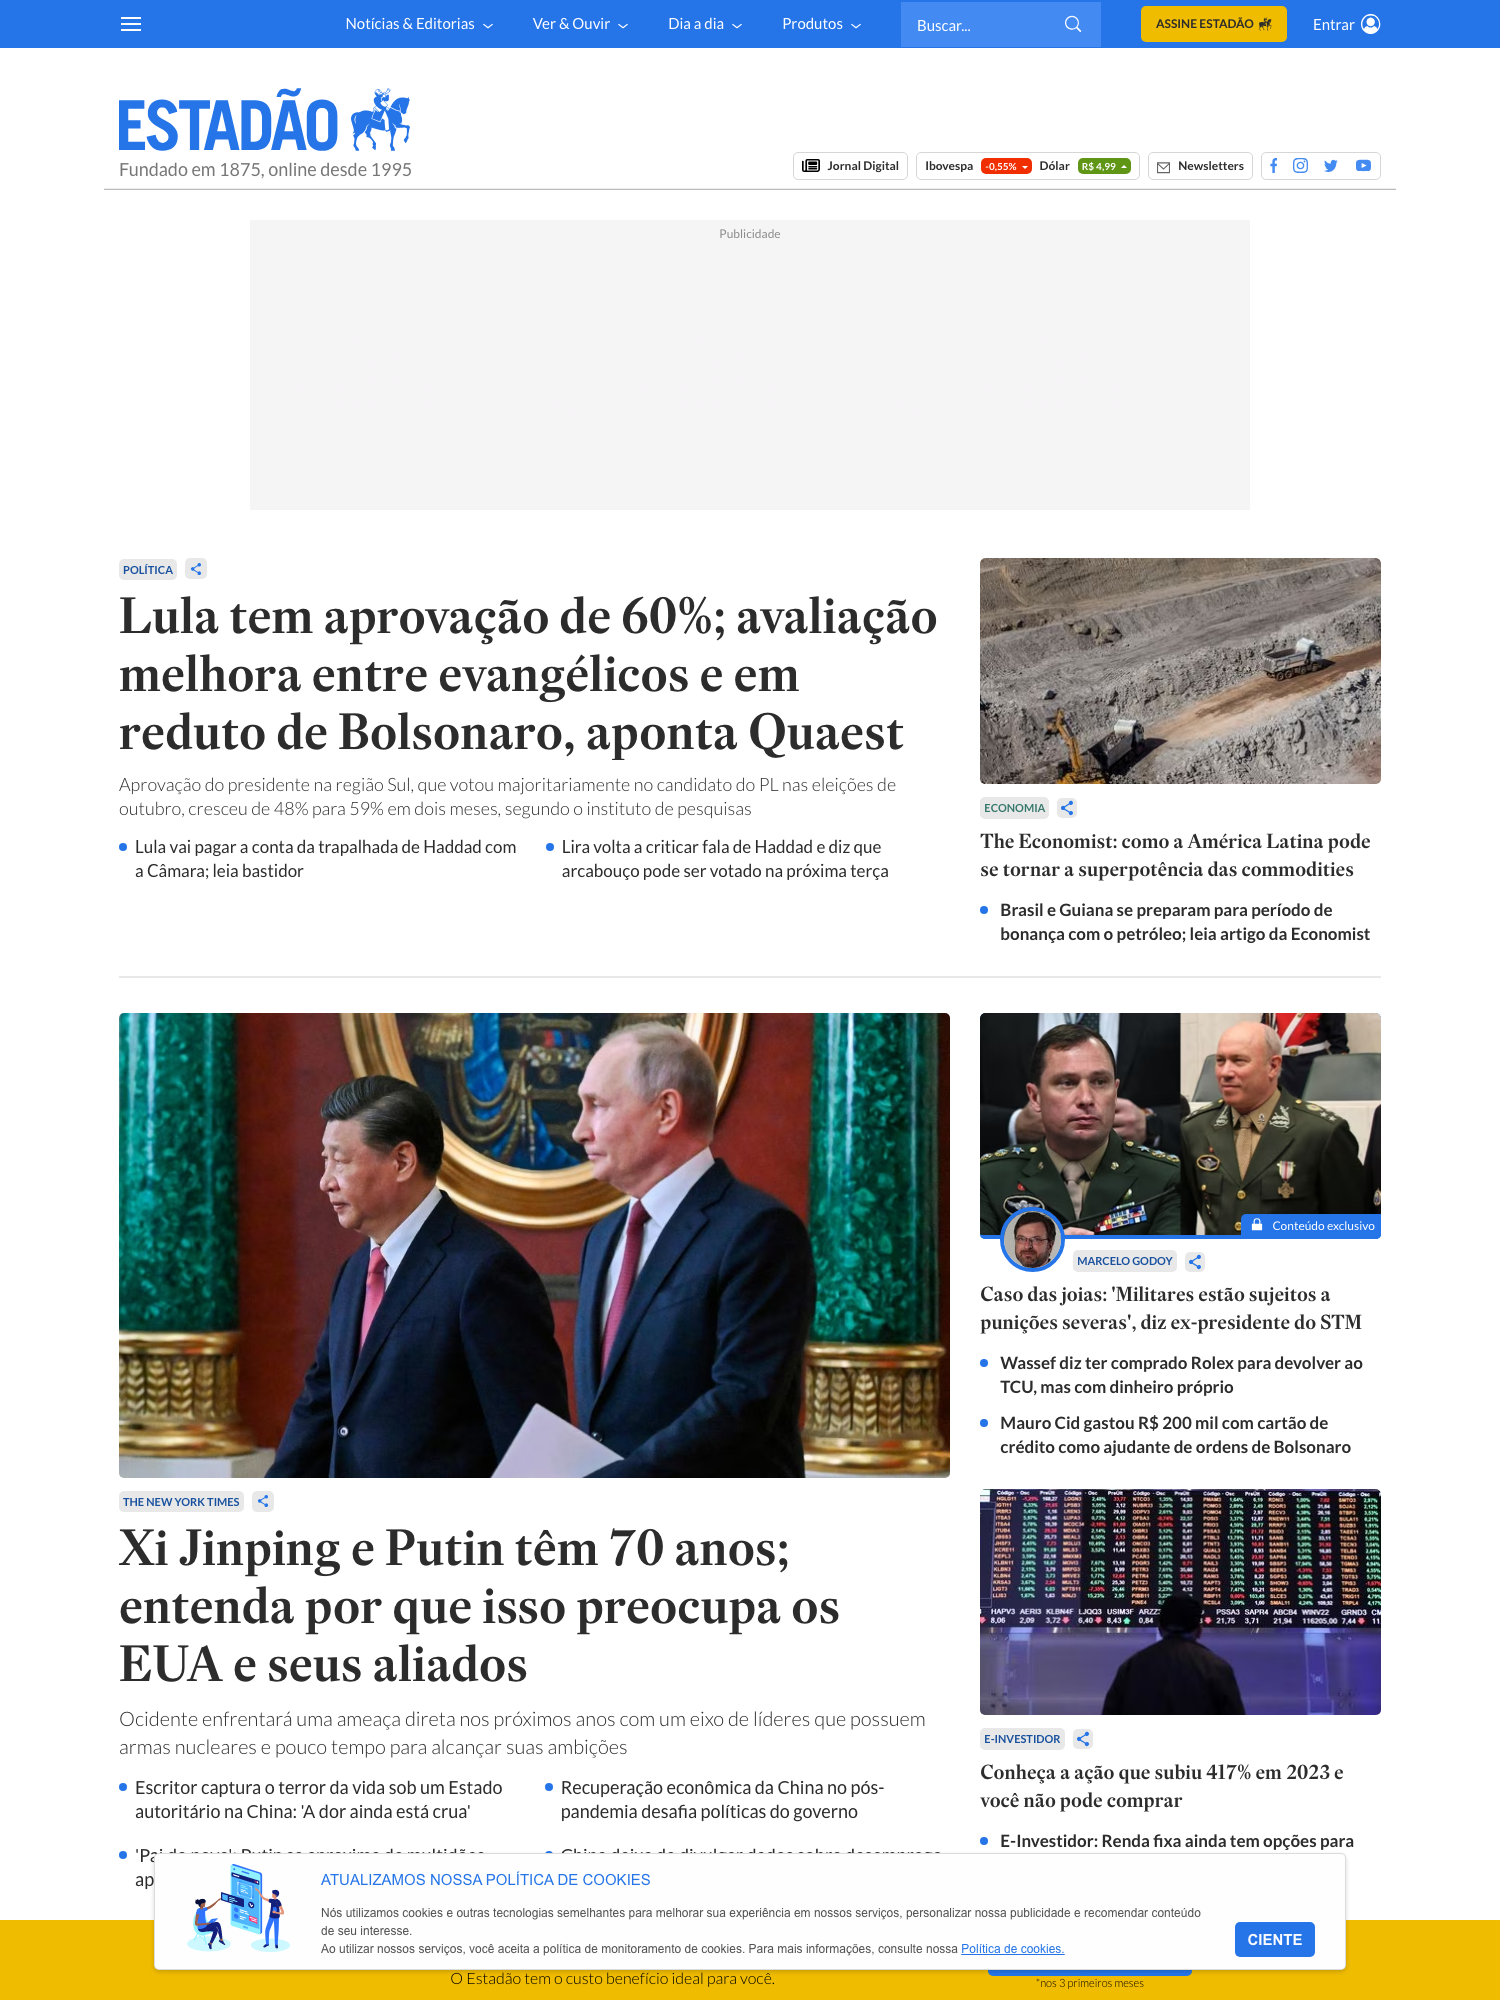 Notícias & Editorias
Ver & Ouvir
Dia a dia
Produtos
Buscar...
ASSINE ESTADÃO
Entrar
ESTADÃO
Fundado em 1875, online desde 1995
Jornal Digital
Ibovespa -0,55% Dólar R$ 4,99
Newsletters
Publicidade
POLÍTICA
Lula tem aprovação de 60%; avaliação
melhora entre evangélicos e em
reduto de Bolsonaro, aponta Quaest
Aprovação do presidente na região Sul, que votou majoritariamente no candidato do PL nas eleições de
outubro, cresceu de 48% para 59% em dois meses, segundo o instituto de pesquisas
Lula vai pagar a conta da trapalhada de Haddad com
a Câmara; leia bastidor
Lira volta a criticar fala de Haddad e diz que
arcabouço pode ser votado na próxima terça
ECONOMIA
The Economist: como a América Latina pode
se tornar a superpotência das commodities
Brasil e Guiana se preparam para período de
bonança com o petróleo; leia artigo da Economist
THE NEW YORK TIMES
Xi Jinping e Putin têm 70 anos;
entenda por que isso preocupa os
EUA e seus aliados
Ocidente enfrentará uma ameaça direta nos próximos anos com um eixo de líderes que possuem
armas nucleares e pouco tempo para alcançar suas ambições
Escritor captura o terror da vida sob um Estado
autoritário na China: 'A dor ainda está crua'
Recuperação econômica da China no pós-
pandemia desafia políticas do governo
Conteúdo exclusivo
MARCELO GODOY
Caso das joias: 'Militares estão sujeitos a
punições severas', diz ex-presidente do STM
Wassef diz ter comprado Rolex para devolver ao
TCU, mas com dinheiro próprio
Mauro Cid gastou R$ 200 mil com cartão de
crédito como ajudante de ordens de Bolsonaro
E-INVESTIDOR
Conheça a ação que subiu 417% em 2023 e
você não pode comprar
E-Investidor: Renda fixa ainda tem opções para
ATUALIZAMOS NOSSA POLÍTICA DE COOKIES
Nós utilizamos cookies e outras tecnologias semelhantes para melhorar sua experiência em nossos serviços, personalizar nossa publicidade e recomendar conteúdo
de seu interesse.
Ao utilizar nossos serviços, você aceita a política de monitoramento de cookies. Para mais informações, consulte nossa Política de cookies.
CIENTE
O Estadão tem o custo benefício ideal para você.
*nos 3 primeiros meses